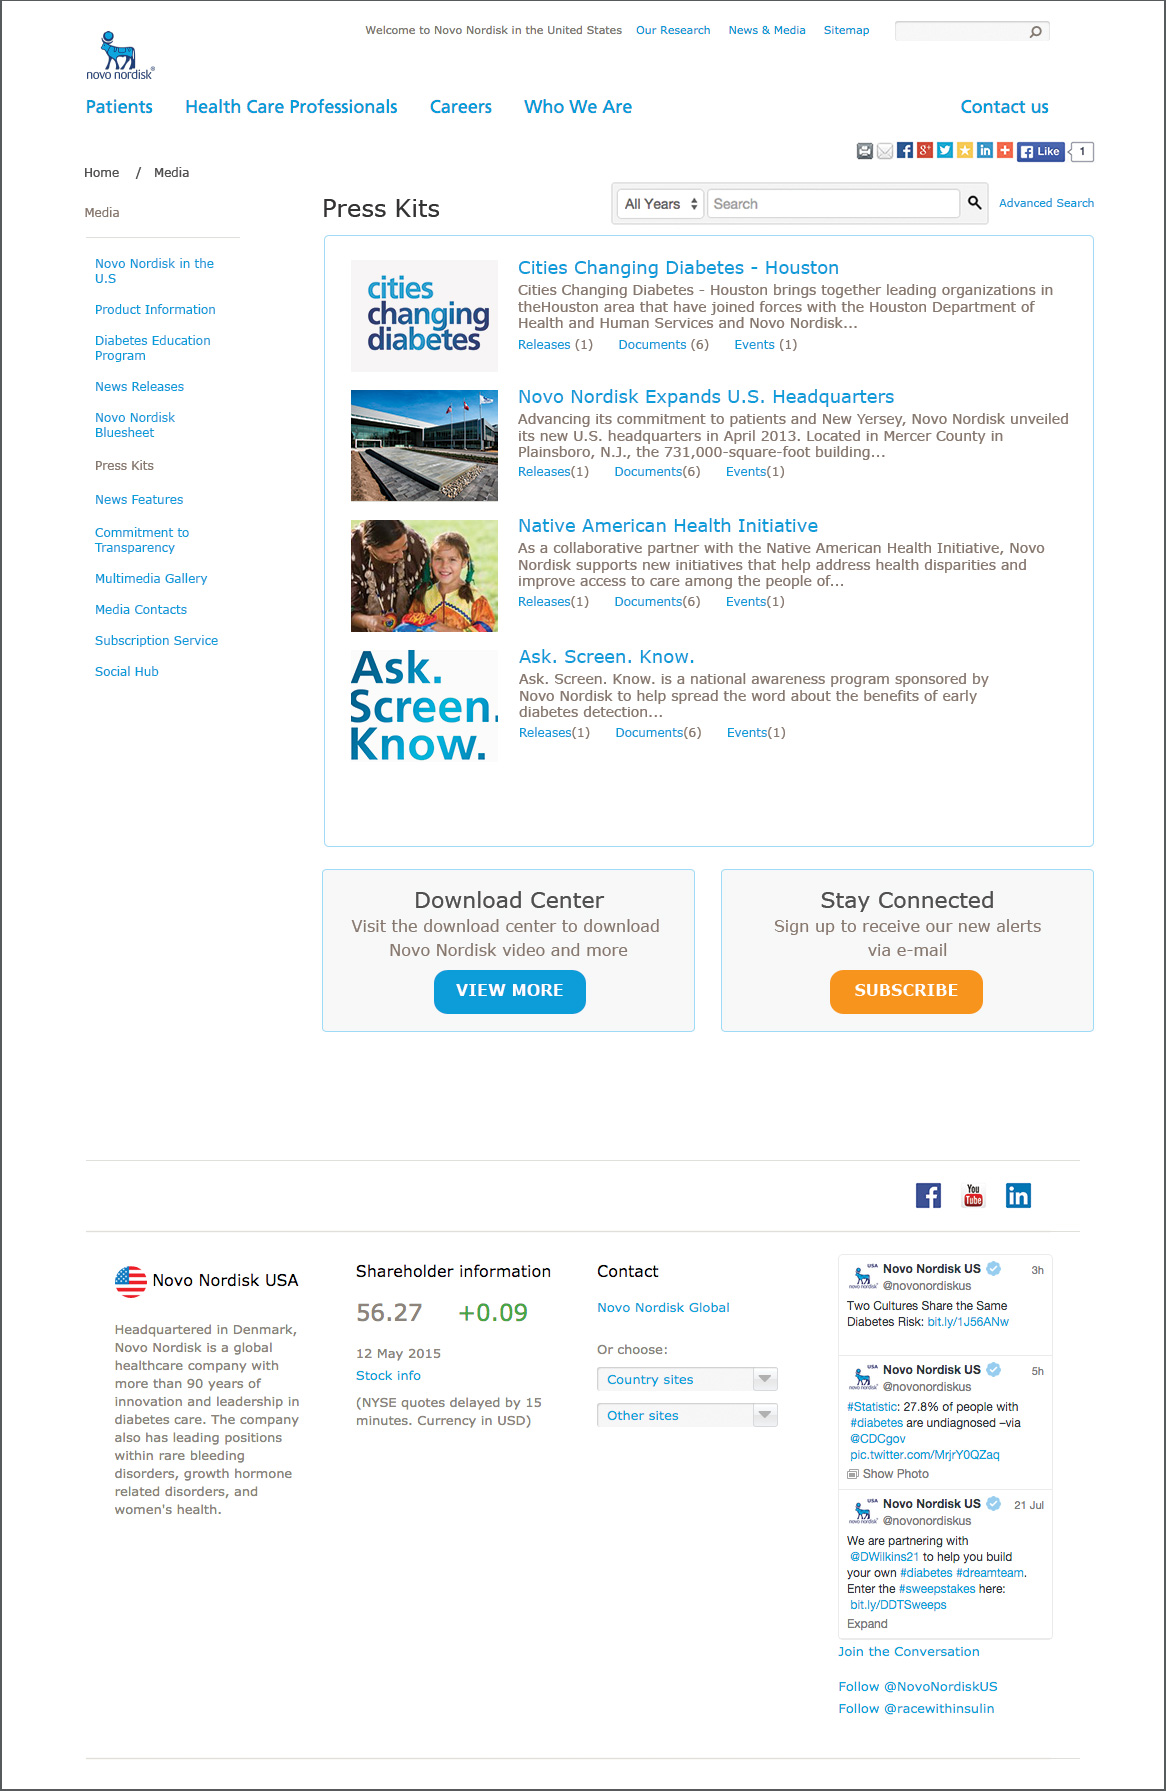 Welcome to Novo Nordisk in the United States Our Research News & Media Sitemap
novo nordisk®
Patients Health Care Professionals Careers Who We Are Contact us
Like 1
Home / Media
Media
Press Kits
All Years Search Advanced Search
Novo Nordisk in the
U.S
Product Information
Diabetes Education
Program
News Releases
Novo Nordisk
Bluesheet
Press Kits
News Features
Commitment to
Transparency
Multimedia Gallery
Media Contacts
Subscription Service
Social Hub
cities
changing
diabetes
Cities Changing Diabetes - Houston
Cities Changing Diabetes - Houston brings together leading organizations in
theHouston area that have joined forces with the Houston Department of
Health and Human Services and Novo Nordisk...
Releases (1) Documents (6) Events (1)
Novo Nordisk Expands U.S. Headquarters
Advancing its commitment to patients and New Yersey, Novo Nordisk unveiled
its new U.S. headquarters in April 2013. Located in Mercer County in
Plainsboro, N.J., the 731,000-square-foot building...
Releases(1) Documents(6) Events(1)
Native American Health Initiative
As a collaborative partner with the Native American Health Initiative, Novo
Nordisk supports new initiatives that help address health disparities and
improve access to care among the people of...
Releases(1) Documents(6) Events(1)
Ask.
Screen.
Know.
Ask. Screen. Know.
Ask. Screen. Know. is a national awareness program sponsored by
Novo Nordisk to help spread the word about the benefits of early
diabetes detection...
Releases(1) Documents(6) Events(1)
Download Center
Visit the download center to download
Novo Nordisk video and more
VIEW MORE
Stay Connected
Sign up to receive our new alerts
via e-mail
SUBSCRIBE
You
Tube
in
Novo Nordisk USA
Headquartered in Denmark,
Novo Nordisk is a global
healthcare company with
more than 90 years of
innovation and leadership in
diabetes care. The company
also has leading positions
within rare bleeding
disorders, growth hormone
related disorders, and
women's health.
Shareholder information
56.27 +0.09
12 May 2015
Stock info
(NYSE quotes delayed by 15
minutes. Currency in USD)
Contact
Novo Nordisk Global
Or choose:
Country sites
Other sites
USA
novo nordisk
Novo Nordisk US 3h
@novonordiskus
Two Cultures Share the Same
Diabetes Risk: bit.ly/1J56ANw
USA
novo nordisk
Novo Nordisk US 5h
@novonordiskus
#Statistic: 27.8% of people with
#diabetes are undiagnosed –via
@CDCgov
pic.twitter.com/MrjrY0QZaq
Show Photo
USA
novo nordisk
Novo Nordisk US 21 Jul
@novonordiskus
We are partnering with
@DWilkins21 to help you build
your own #diabetes #dreamteam.
Enter the #sweepstakes here:
bit.ly/DDTSweeps
Expand
Join the Conversation
Follow @NovoNordiskUS
Follow @racewithinsulin